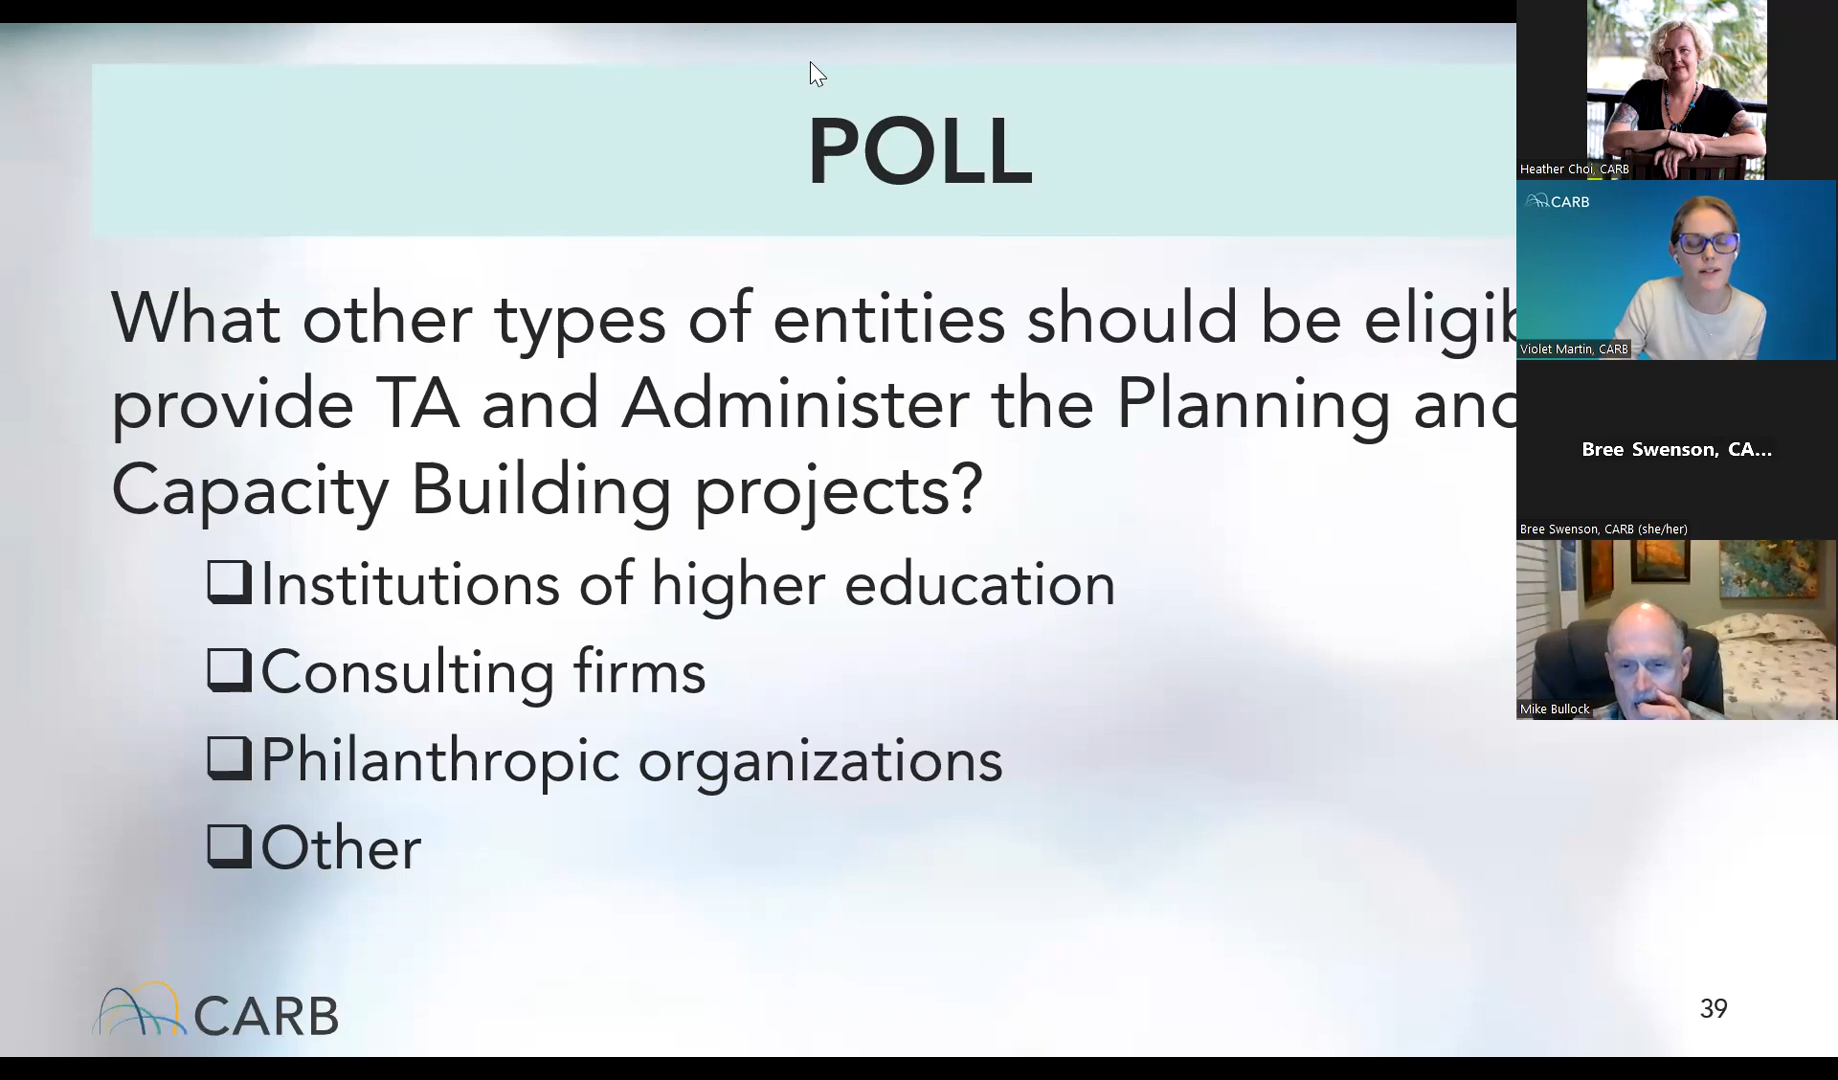 POLL
What other types of entities should be
provide TA and Administer the Planning
Capacity Building projects?
Institutions of higher education
Consulting firms
Philanthropic organizations
Other
CARB
39
Heather Choi, CARB
CARB
Violet Martin, CARB
Bree Swenson, CA...
Bree Swenson, CARB (she/her)
Mike Bullock